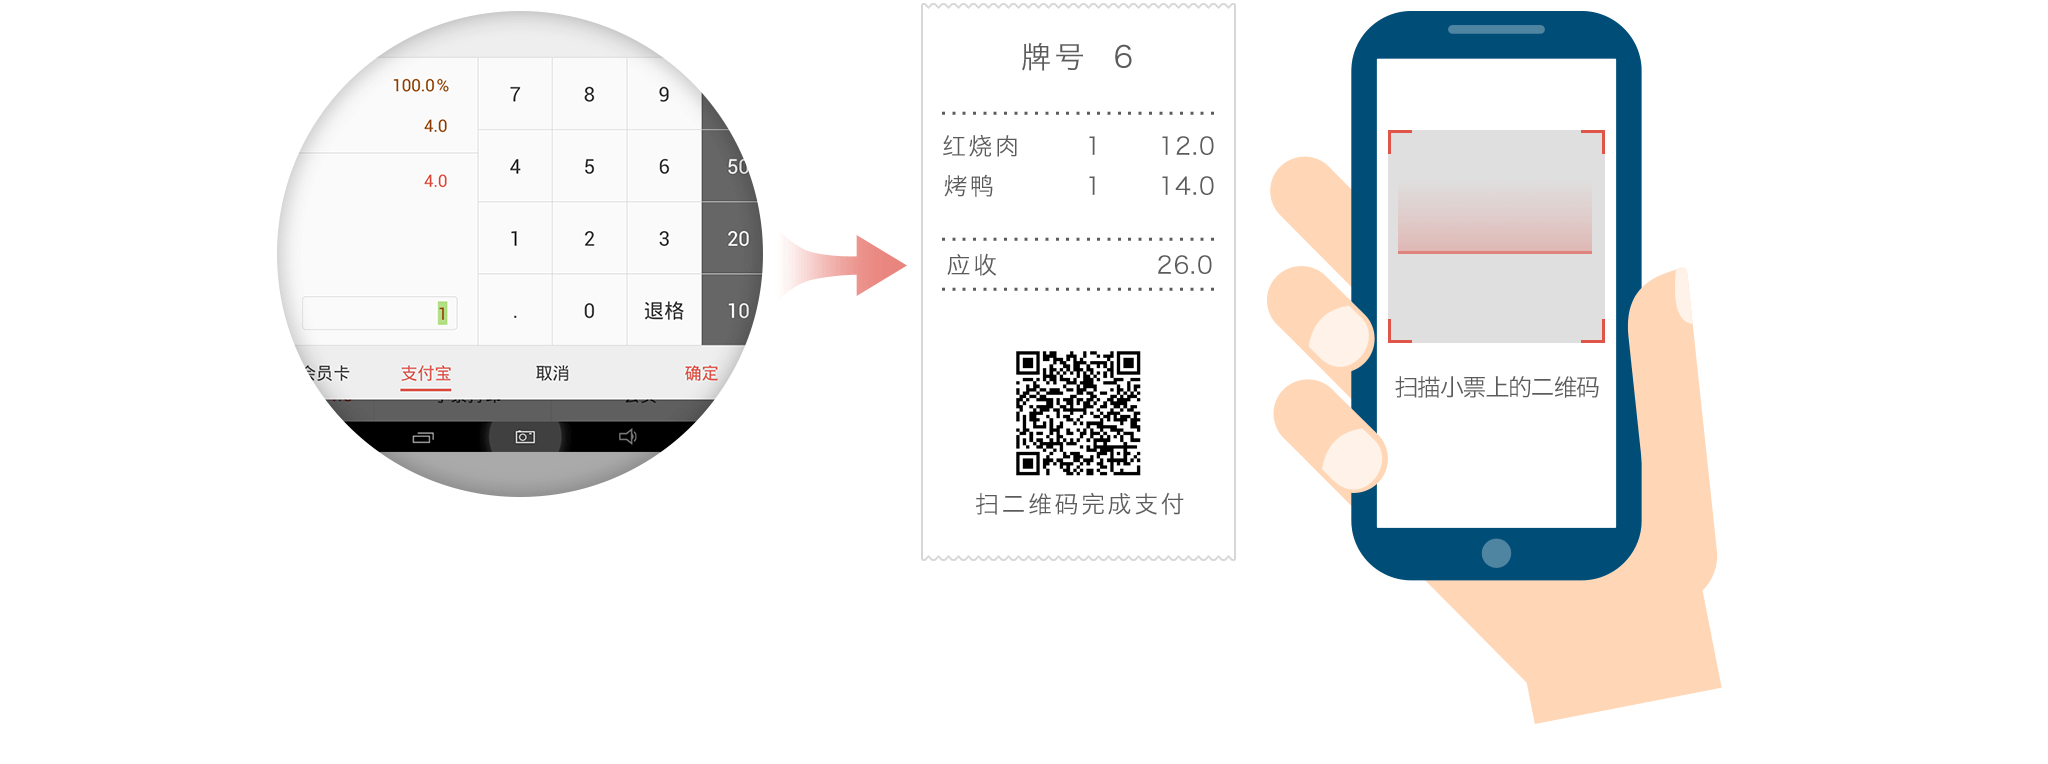 100.0%
4.0
4.0
1
7 8 9
4 5 6 50
1 2 3 20
. 0 退格 10
会员卡 支付宝 取消 确定
牌号 6
红烧肉 1 12.0
烤鸭 1 14.0
应收 26.0
扫二维码完成支付
扫描小票上的二维码